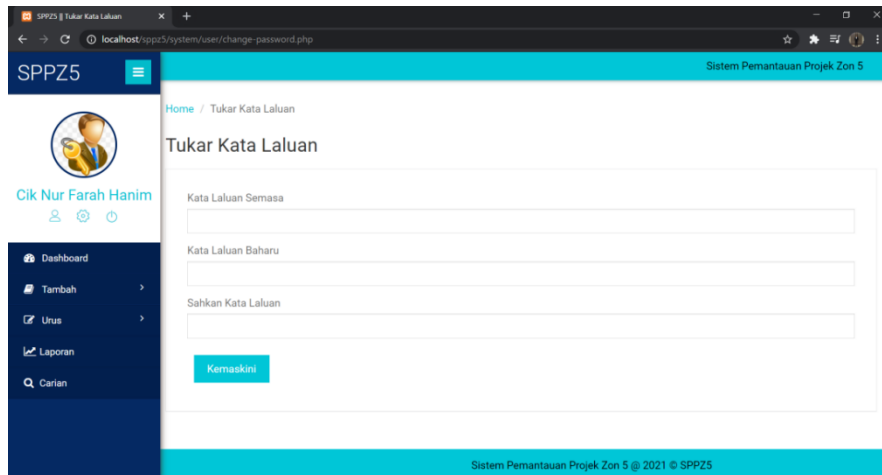 SPPZ5 || Tukar Kata Laluan
localhost/sppz5/system/user/change-password.php
SPPZ5
Sistem Pemantauan Projek Zon 5
Home / Tukar Kata Laluan
Tukar Kata Laluan
Cik Nur Farah Hanim
Dashboard
Tambah
Urus
Laporan
Carian
Kata Laluan Semasa
Kata Laluan Baharu
Sahkan Kata Laluan
Kemaskini
Sistem Pemantauan Projek Zon 5 @ 2021 © SPPZ5